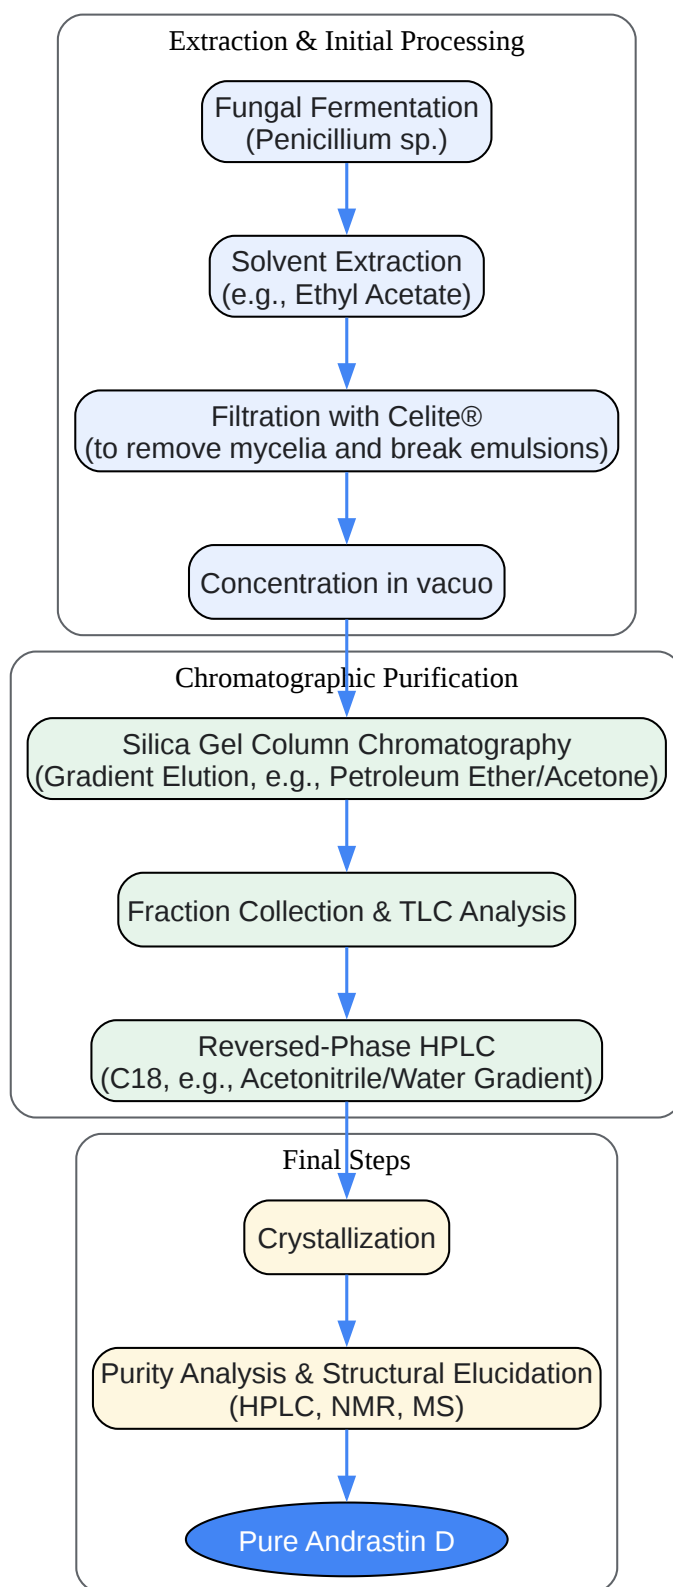 Extraction & Initial Processing
Fungal Fermentation
(Penicillium sp.)
Solvent Extraction
(e.g., Ethyl Acetate)
Filtration with Celite®
(to remove mycelia and break emulsions)
Concentration in vacuo
Chromatographic Purification
Silica Gel Column Chromatography
(Gradient Elution, e.g., Petroleum Ether/Acetone)
Fraction Collection & TLC Analysis
Reversed-Phase HPLC
(C18, e.g., Acetonitrile/Water Gradient)
Final Steps
Crystallization
Purity Analysis & Structural Elucidation
(HPLC, NMR, MS)
Pure Andrastin D